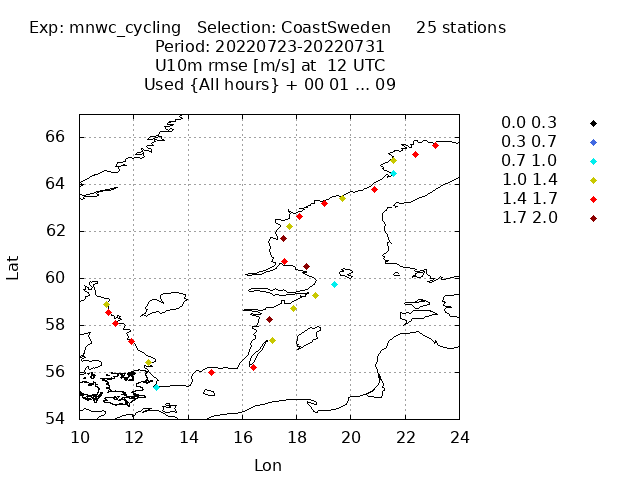 Exp: mnwc_cycling Selection: CoastSweden 25 stations
Period: 20220723-20220731
U10m rmse [m/s] at 12 UTC
Used {All hours} + 00 01 ... 09
0.0 0.3
0.3 0.7
0.7 1.0
1.0 1.4
1.4 1.7
1.7 2.0
66
64
62
60
58
56
54
Lat
10 12 14 16 18 20 22 24
Lon